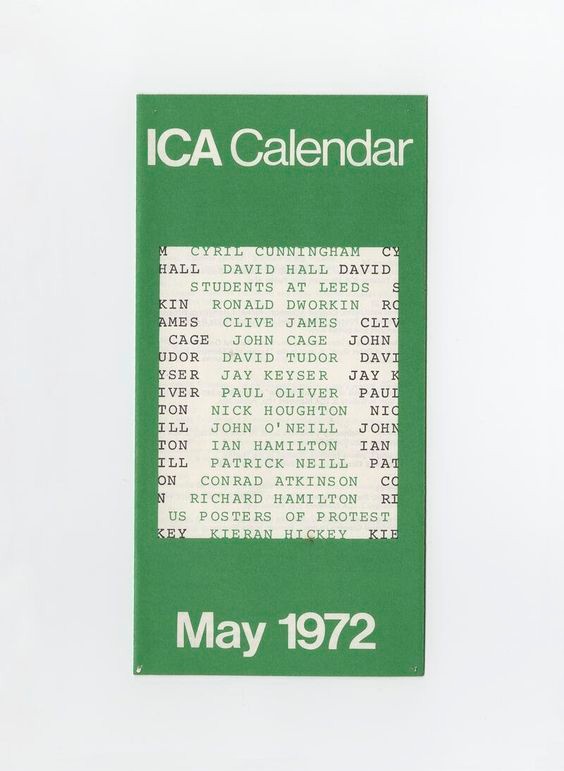 ICA Calendar
M CYRIL CUNNINGHAM CY
HALL DAVID HALL DAVID
STUDENTS AT LEEDS S
KIN RONALD DWORKIN RO
AMES CLIVE JAMES CLIV
CAGE JOHN CAGE JOHN
UDOR DAVID TUDOR DAVI
YSER JAY KEYSER JAY K
IVER PAUL OLIVER PAUL
TON NICK HOUGHTON NIC
ILL JOHN O'NEILL JOHN
TON IAN HAMILTON IAN
ILL PATRICK NEILL PAT
ON CONRAD ATKINSON CO
N RICHARD HAMILTON RI
US POSTERS OF PROTEST
KEY KIERAN HICKEY KIE
May 1972